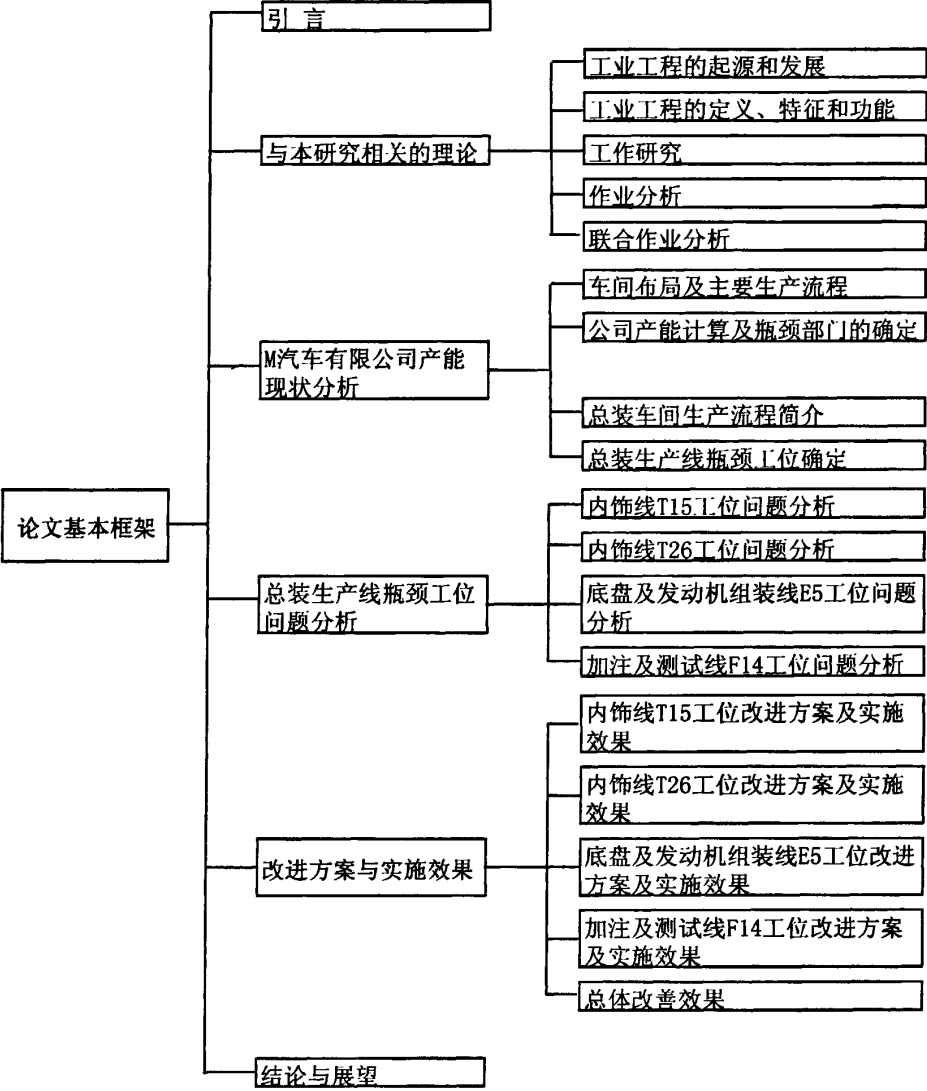 引 言
工业工程的起源和发展
工业工程的定义、特征和功能
与本研究相关的理论
工作研究
作业分析
联合作业分析
车间布局及主要生产流程
公司产能计算及瓶颈部门的确定
M汽车有限公司产能
现状分析
总装车间生产流程简介
总装生产线瓶颈工位确定
论文基本框架
内饰线T15工位问题分析
内饰线T26工位问题分析
总装生产线瓶颈工位
问题分析
底盘及发动机组装线E5工位问题
分析
加注及测试线F14工位问题分析
内饰线T15工位改进方案及实施
效果
内饰线T26工位改进方案及实施
效果
改进方案与实施效果
底盘及发动机组装线E5工位改进
方案及实施效果
加注及测试线F14工位改进方案
及实施效果
总体改善效果
结论与展望